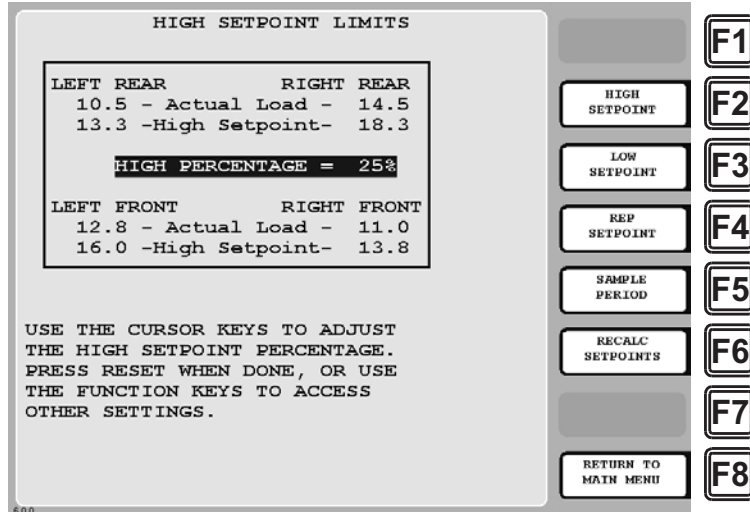 HIGH SETPOINT LIMITS
LEFT REAR RIGHT REAR
10.5 - Actual Load - 14.5
13.3 -High Setpoint- 18.3
HIGH PERCENTAGE = 25%
LEFT FRONT RIGHT FRONT
12.8 - Actual Load - 11.0
16.0 -High Setpoint- 13.8
USE THE CURSOR KEYS TO ADJUST
THE HIGH SETPOINT PERCENTAGE.
PRESS RESET WHEN DONE, OR USE
THE FUNCTION KEYS TO ACCESS
OTHER SETTINGS.
F1
HIGH
SETPOINT
F2
LOW
SETPOINT
F3
REP
SETPOINT
F4
SAMPLE
PERIOD
F5
RECALC
SETPOINTS
F6
F7
RETURN TO
MAIN MENU
F8